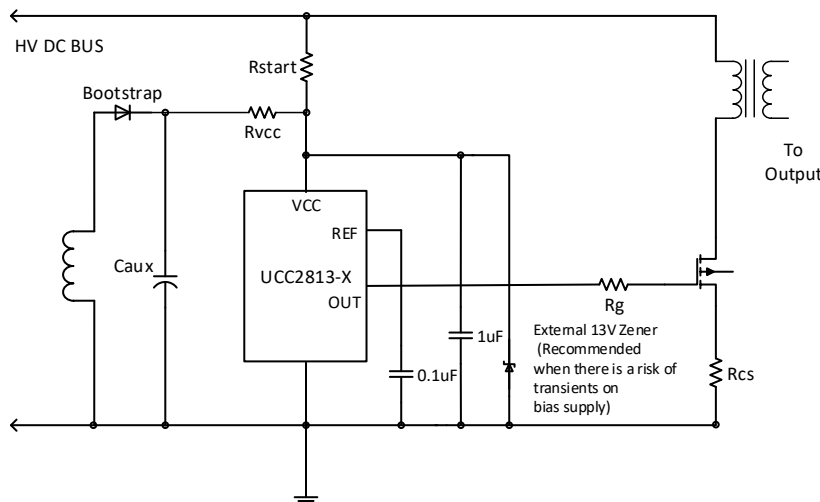 HV DC BUS
Rstart
Bootstrap
Rvcc
To
Output
VCC
REF
Caux
UCC2813-X
OUT
Rg
1uF
External 13V Zener
(Recommended
when there is a risk of
transients on
bias supply)
0.1uF
Rcs